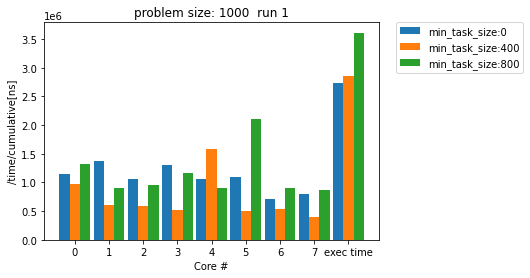 problem size: 1000  run 1
1e6
3.5
3.0
2.5
2.0
1.5
1.0
0.5
0.0
/time/cumulative[ns]
0 1 2 3 4 5 6 7 exec time
Core #
min_task_size:0
min_task_size:400
min_task_size:800